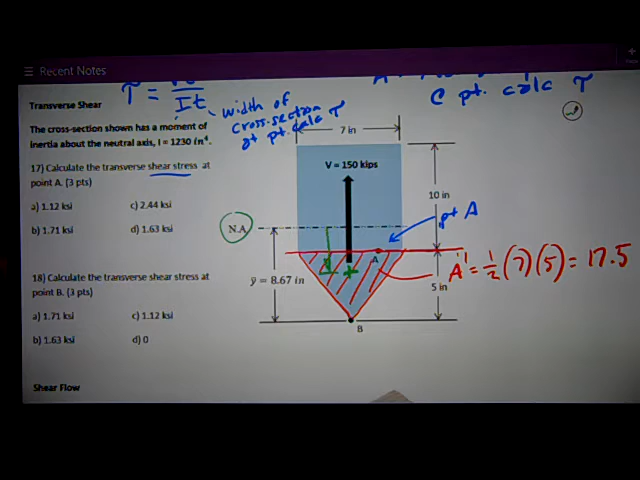 Recent Notes
Transverse Shear
τ = It
width of
cross-section
at pt. calc τ
@ pt. calc τ
The cross-section shown has a moment of
inertia about the neutral axis, I = 1230 in⁴.
17) Calculate the transverse shear stress at
point A. (3 pts)
a) 1.12 ksi c) 2.44 ksi
b) 1.71 ksi d) 1.63 ksi
18) Calculate the transverse shear stress at
point B. (3 pts)
a) 1.71 ksi c) 1.12 ksi
b) 1.63 ksi d) 0
Shear Flow
7 in
V = 150 kips
10 in
pt A
N.A
A
A' = ½ (7)(5) = 17.5
ȳ = 8.67 in
5 in
B